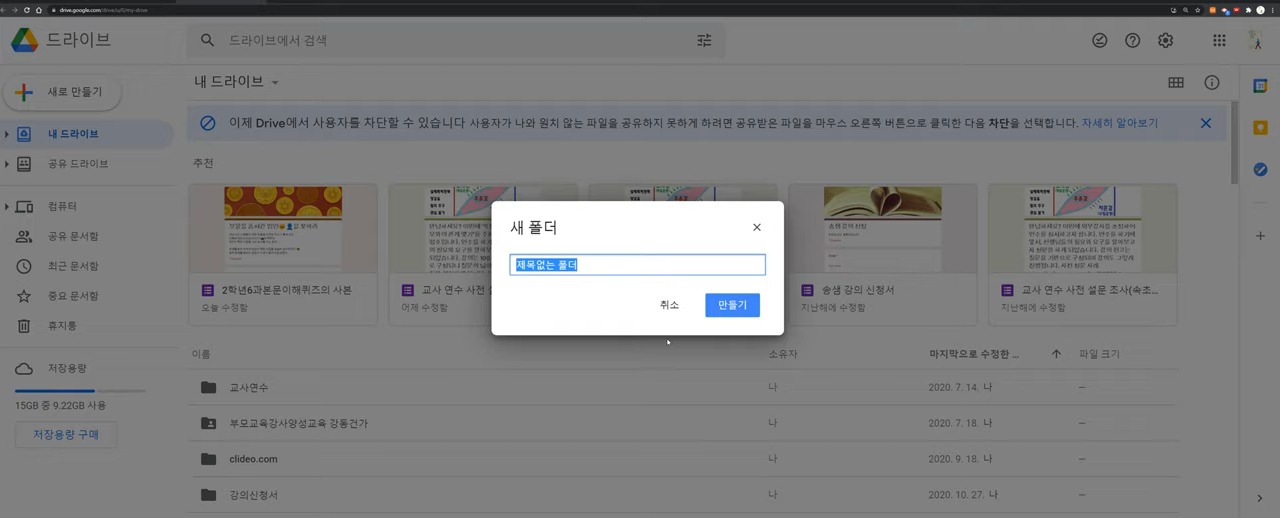 drive.google.com/drive/u/0/my-drive
드라이브
드라이브에서 검색
새로 만들기
내 드라이브
이제 Drive에서 사용자를 차단할 수 있습니다 사용자가 나와 원치 않는 파일을 공유하지 못하게 하려면 공유받은 파일을 마우스 오른쪽 버튼으로 클릭한 다음 차단을 선택합니다. 자세히 알아보기
내 드라이브
공유 드라이브
컴퓨터
공유 문서함
최근 문서함
중요 문서함
휴지통
저장용량
15GB 중 9.22GB 사용
저장용량 구매
추천
2학년6과본문이해퀴즈의 사본
오늘 수정함
교사 연수 사전 설
어제 수정함
송샘 강의 신청서
지난해에 수정함
교사 연수 사전 설문 조사(속초...
지난해에 수정함
새 폴더
제목없는 폴더
취소
만들기
이름
소유자
마지막으로 수정한 ...
파일 크기
교사연수
나
2020. 7. 14. 나
–
부모교육강사양성교육 강동건가
나
2020. 7. 18. 나
–
clideo.com
나
2020. 9. 18. 나
–
강의신청서
나
2020. 10. 27. 나
–